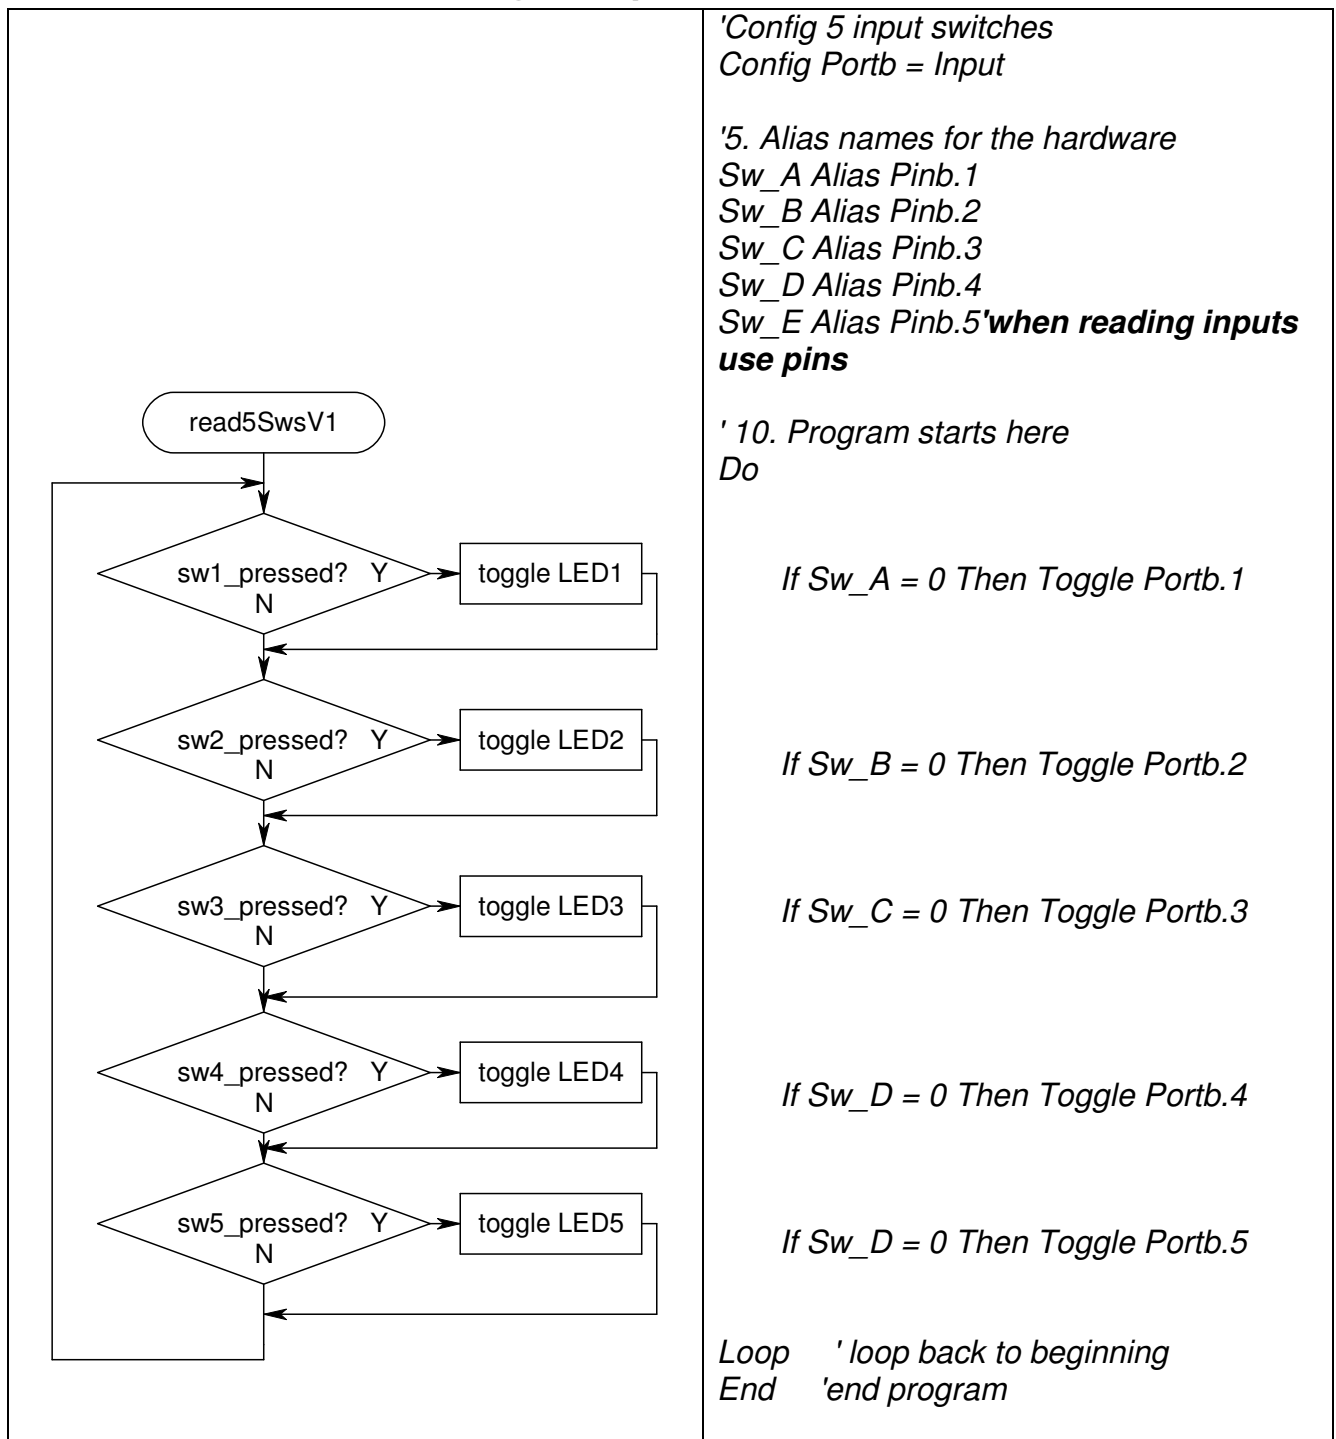 read5SwsV1
sw1_pressed? Y
N
toggle LED1
sw2_pressed? Y
N
toggle LED2
sw3_pressed? Y
N
toggle LED3
sw4_pressed? Y
N
toggle LED4
sw5_pressed? Y
N
toggle LED5
'Config 5 input switches
Config Portb = Input
'5. Alias names for the hardware
Sw_A Alias Pinb.1
Sw_B Alias Pinb.2
Sw_C Alias Pinb.3
Sw_D Alias Pinb.4
Sw_E Alias Pinb.5'when reading inputs
use pins
' 10. Program starts here
Do
If Sw_A = 0 Then Toggle Portb.1
If Sw_B = 0 Then Toggle Portb.2
If Sw_C = 0 Then Toggle Portb.3
If Sw_D = 0 Then Toggle Portb.4
If Sw_D = 0 Then Toggle Portb.5
Loop ' loop back to beginning
End 'end program